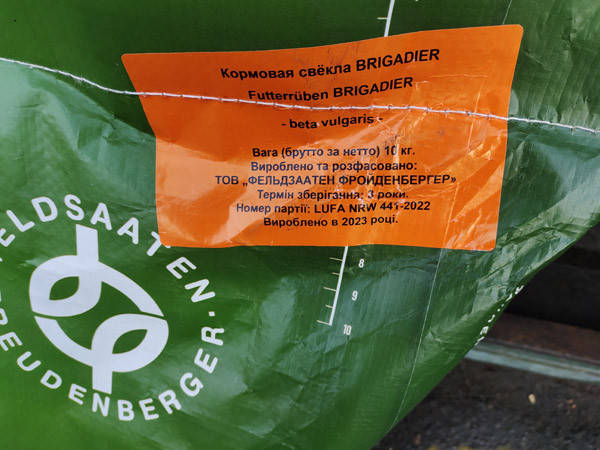 Кормовая свёкла BRIGADIER
Futterrüben BRIGADIER
- beta vulgaris -
Вага (брутто за нетто) 10 кг.
Вироблено та розфасовано:
ТОВ „ФЕЛЬДЗААТЕН ФРОЙДЕНБЕРГЕР»
Термін зберігання: 3 роки.
Номер партії: LUFA NRW 441-2022
Вироблено в 2023 році.
ELDSAATEN
REUDENBERGER
8
9
10